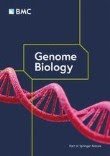 BMC
Genome
Biology
Part of Springer Nature